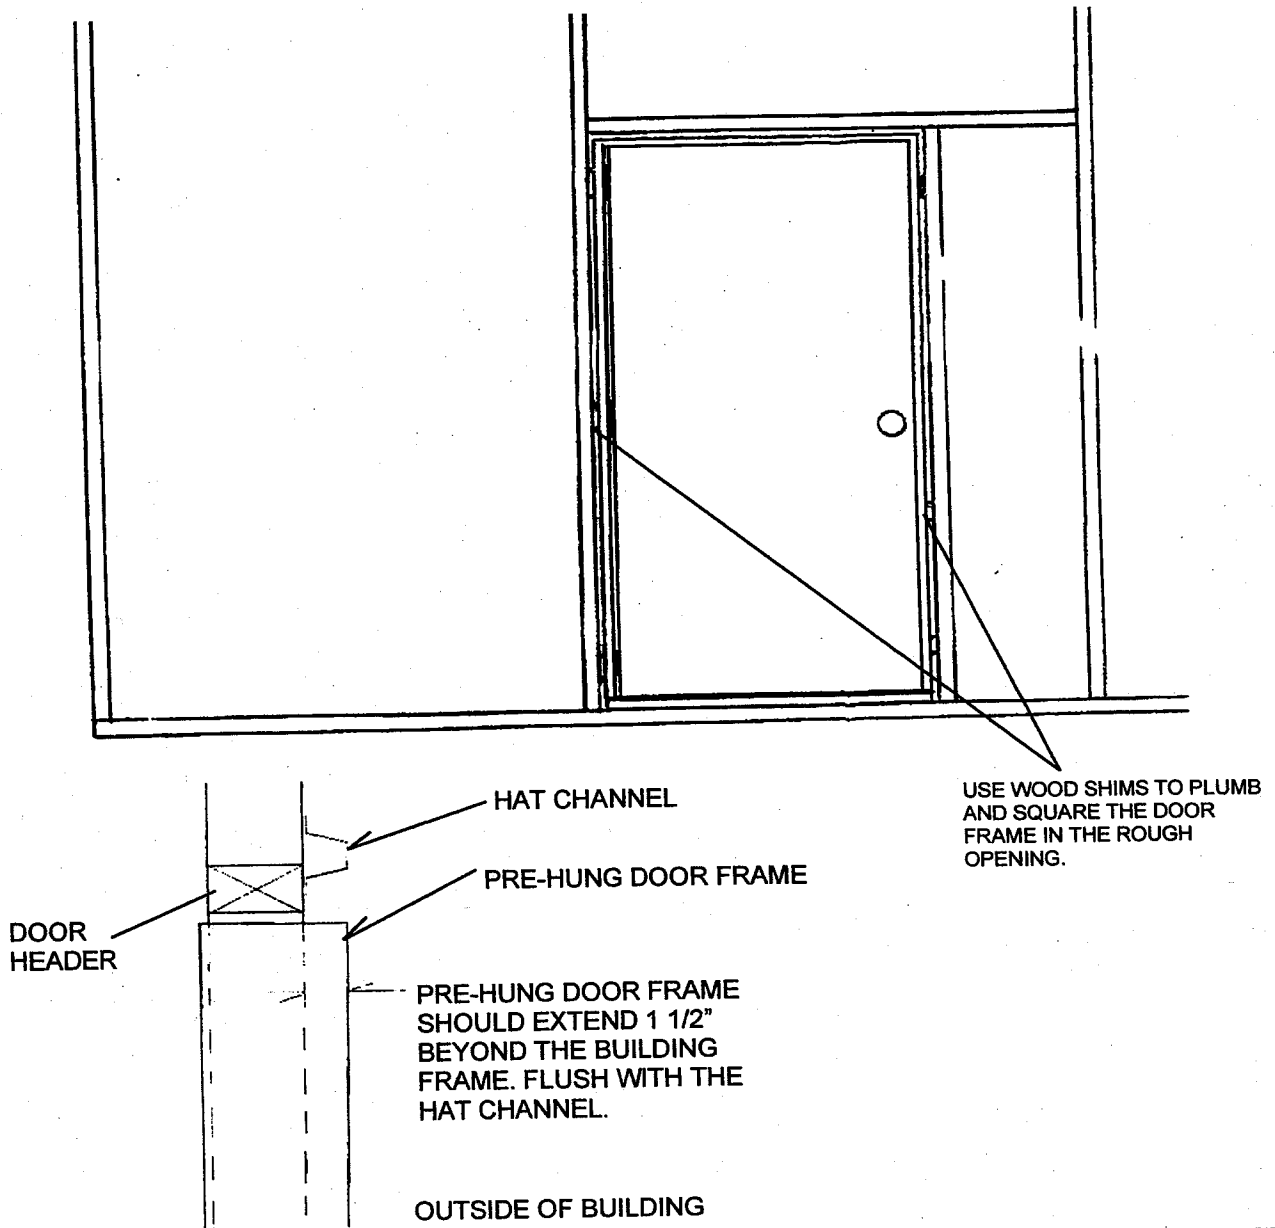 HAT CHANNEL
USE WOOD SHIMS TO PLUMB
AND SQUARE THE DOOR
FRAME IN THE ROUGH
OPENING.
PRE-HUNG DOOR FRAME
DOOR
HEADER
PRE-HUNG DOOR FRAME
SHOULD EXTEND 1 1/2"
BEYOND THE BUILDING
FRAME. FLUSH WITH THE
HAT CHANNEL.
OUTSIDE OF BUILDING